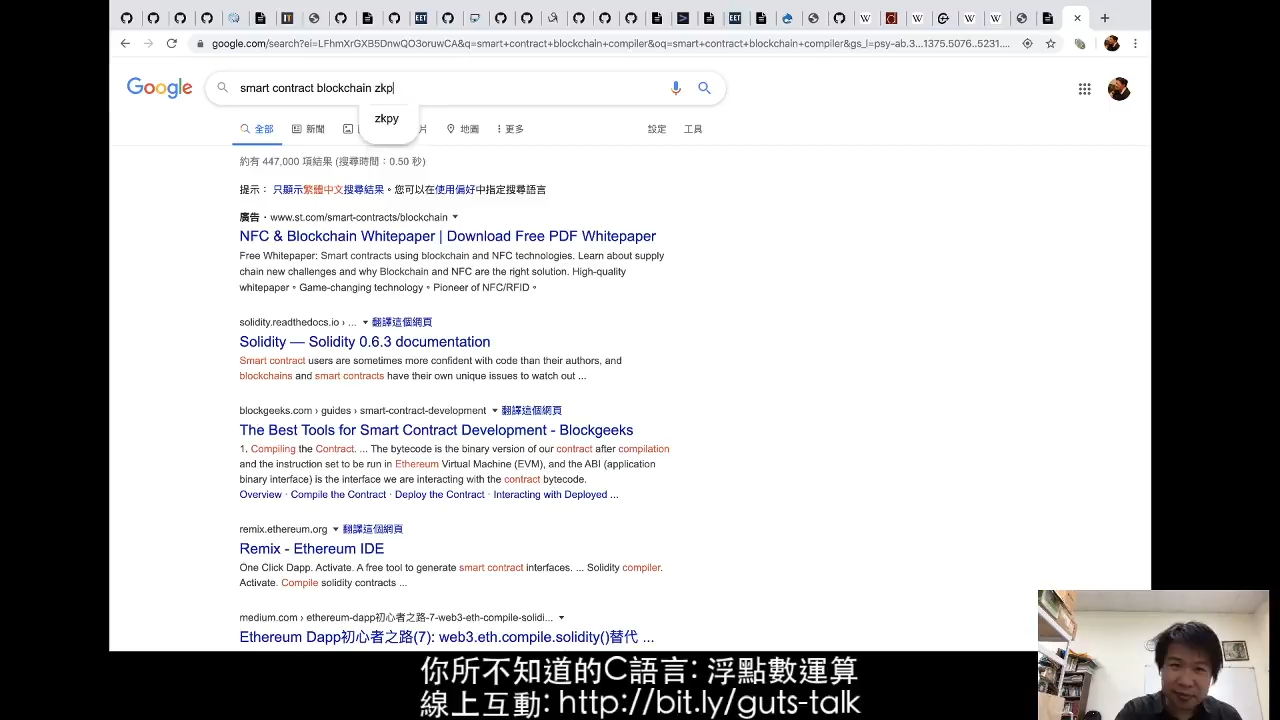 google.com/search?ei=LFhmXrGXB5DnwQO3oruwCA&q=smart+contract+blockchain+compiler&oq=smart+contract+blockchain+compiler&gs_l=psy-ab.3...1375.5076..5231....
Google
smart contract blockchain zkp
zkpy
全部 新聞 片 地圖 更多 設定 工具
約有 447,000 項結果 (搜尋時間：0.50 秒)
提示： 只顯示繁體中文搜尋結果。您可以在使用偏好中指定搜尋語言
廣告・www.st.com/smart-contracts/blockchain
NFC & Blockchain Whitepaper | Download Free PDF Whitepaper
Free Whitepaper: Smart contracts using blockchain and NFC technologies. Learn about supply
chain new challenges and why Blockchain and NFC are the right solution. High-quality
whitepaper。Game-changing technology。Pioneer of NFC/RFID。
solidity.readthedocs.io › ... 翻譯這個網頁
Solidity — Solidity 0.6.3 documentation
Smart contract users are sometimes more confident with code than their authors, and
blockchains and smart contracts have their own unique issues to watch out ...
blockgeeks.com › guides › smart-contract-development 翻譯這個網頁
The Best Tools for Smart Contract Development - Blockgeeks
1. Compiling the Contract. ... The bytecode is the binary version of our contract after compilation
and the instruction set to be run in Ethereum Virtual Machine (EVM), and the ABI (application
binary interface) is the interface we are interacting with the contract bytecode.
Overview · Compile the Contract · Deploy the Contract · Interacting with Deployed ...
remix.ethereum.org 翻譯這個網頁
Remix - Ethereum IDE
One Click Dapp. Activate. A free tool to generate smart contract interfaces. ... Solidity compiler.
Activate. Compile solidity contracts ...
medium.com › ethereum-dapp初心者之路-7-web3-eth-compile-solidi...
Ethereum Dapp初心者之路(7): web3.eth.compile.solidity()替代 ...
你所不知道的C語言: 浮點數運算
線上互動: http://bit.ly/guts-talk